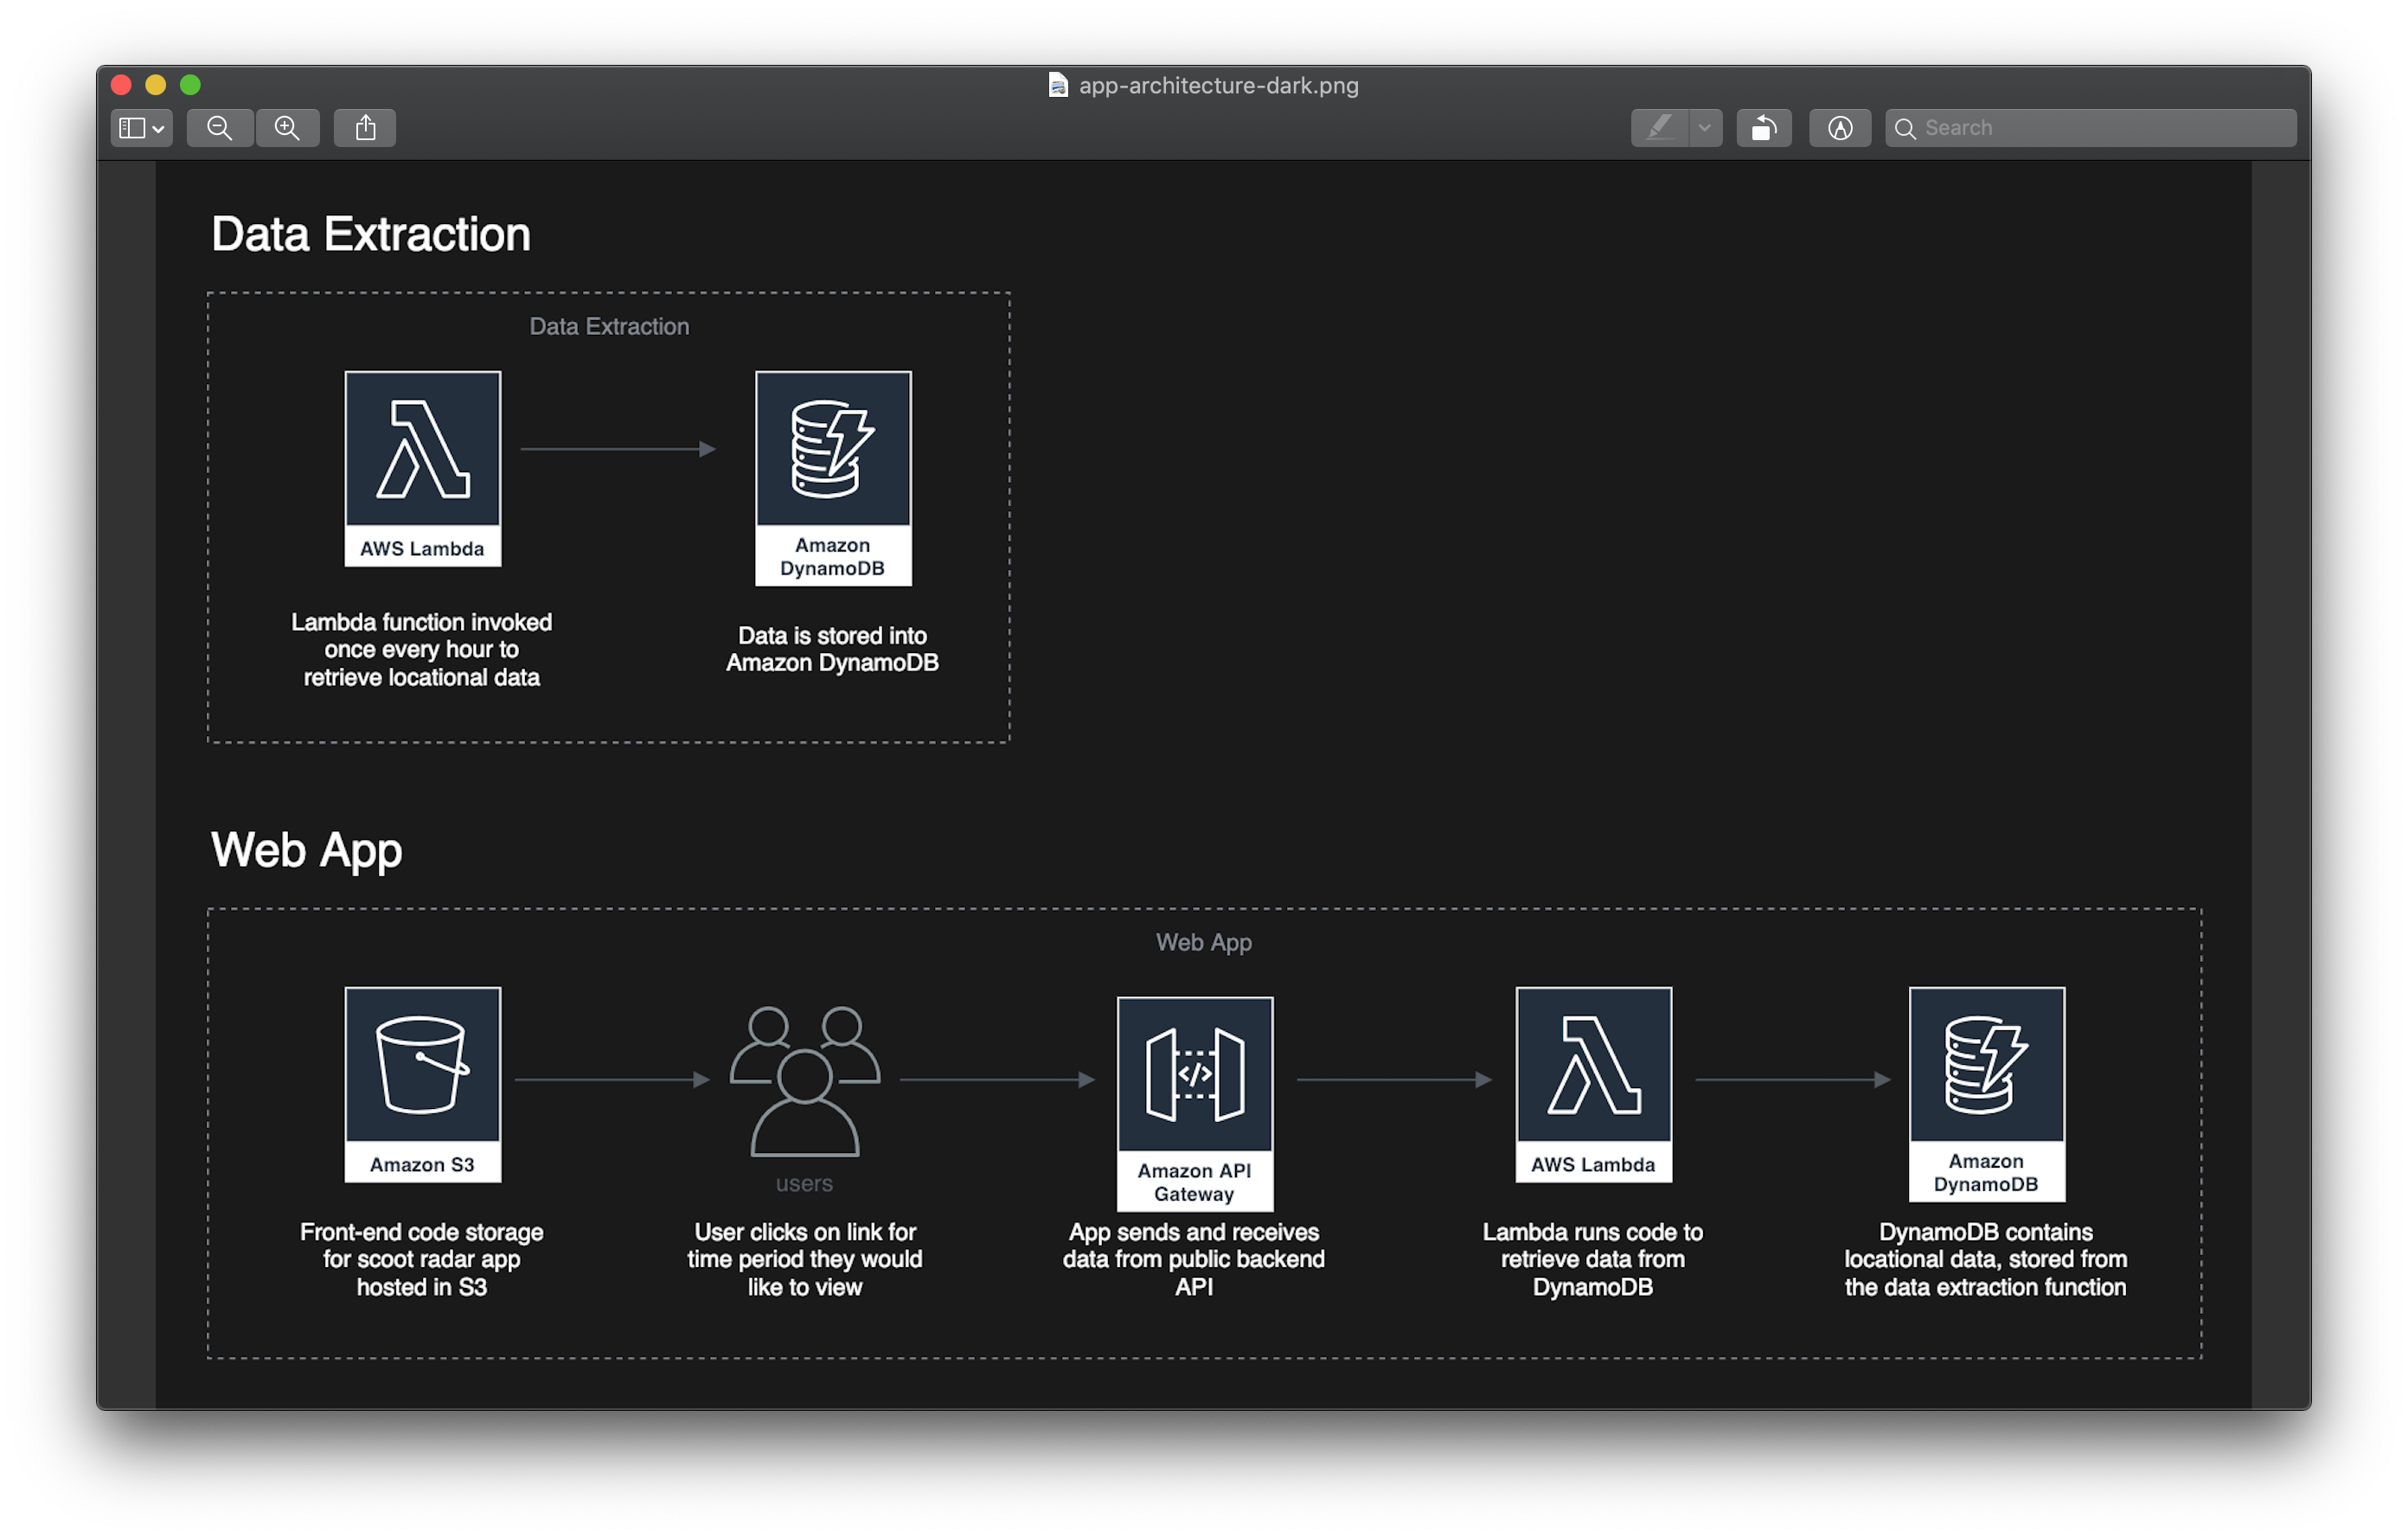 app-architecture-dark.png
Search
Data Extraction
Data Extraction
AWS Lambda
Amazon
DynamoDB
Lambda function invoked
once every hour to
retrieve locational data
Data is stored into
Amazon DynamoDB
Web App
Web App
Amazon S3
Front-end code storage
for scoot radar app
hosted in S3
users
User clicks on link for
time period they would
like to view
</>
Amazon API
Gateway
App sends and receives
data from public backend
API
AWS Lambda
Lambda runs code to
retrieve data from
DynamoDB
Amazon
DynamoDB
DynamoDB contains
locational data, stored from
the data extraction function